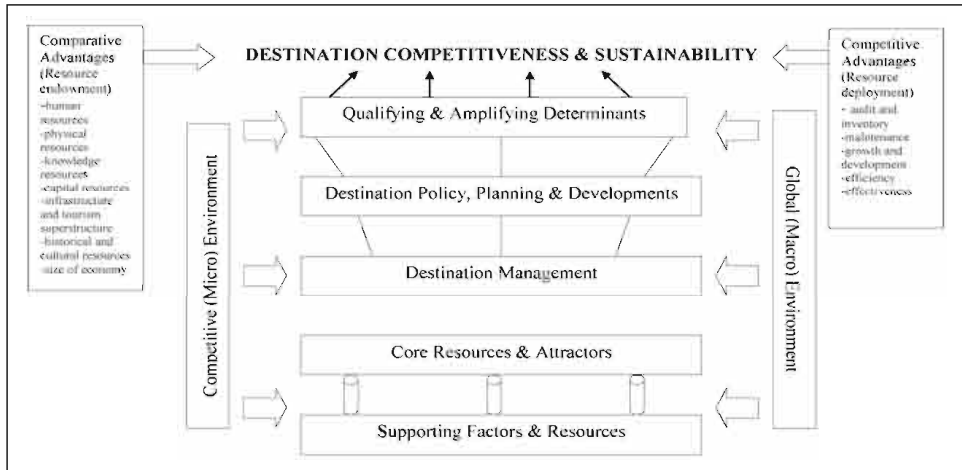 Comparative
Advantages
(Resource
endowment)
-human
resources
-physical
resources
-knowledge
resources
-capital resources
-infrastructure
and tourism
superstructure
-historical and
cultural resources
-size of economy
DESTINATION COMPETITIVENESS & SUSTAINABILITY
Competitive
Advantages
(Resource
deployment)
- audit and
inventory
-maintenance
-growth and
development
-efficiency
-effectiveness
Competitive (Micro) Environment
Qualifying & Amplifying Determinants
Destination Policy, Planning & Developments
Destination Management
Core Resources & Attractors
Supporting Factors & Resources
Global (Macro) Environment